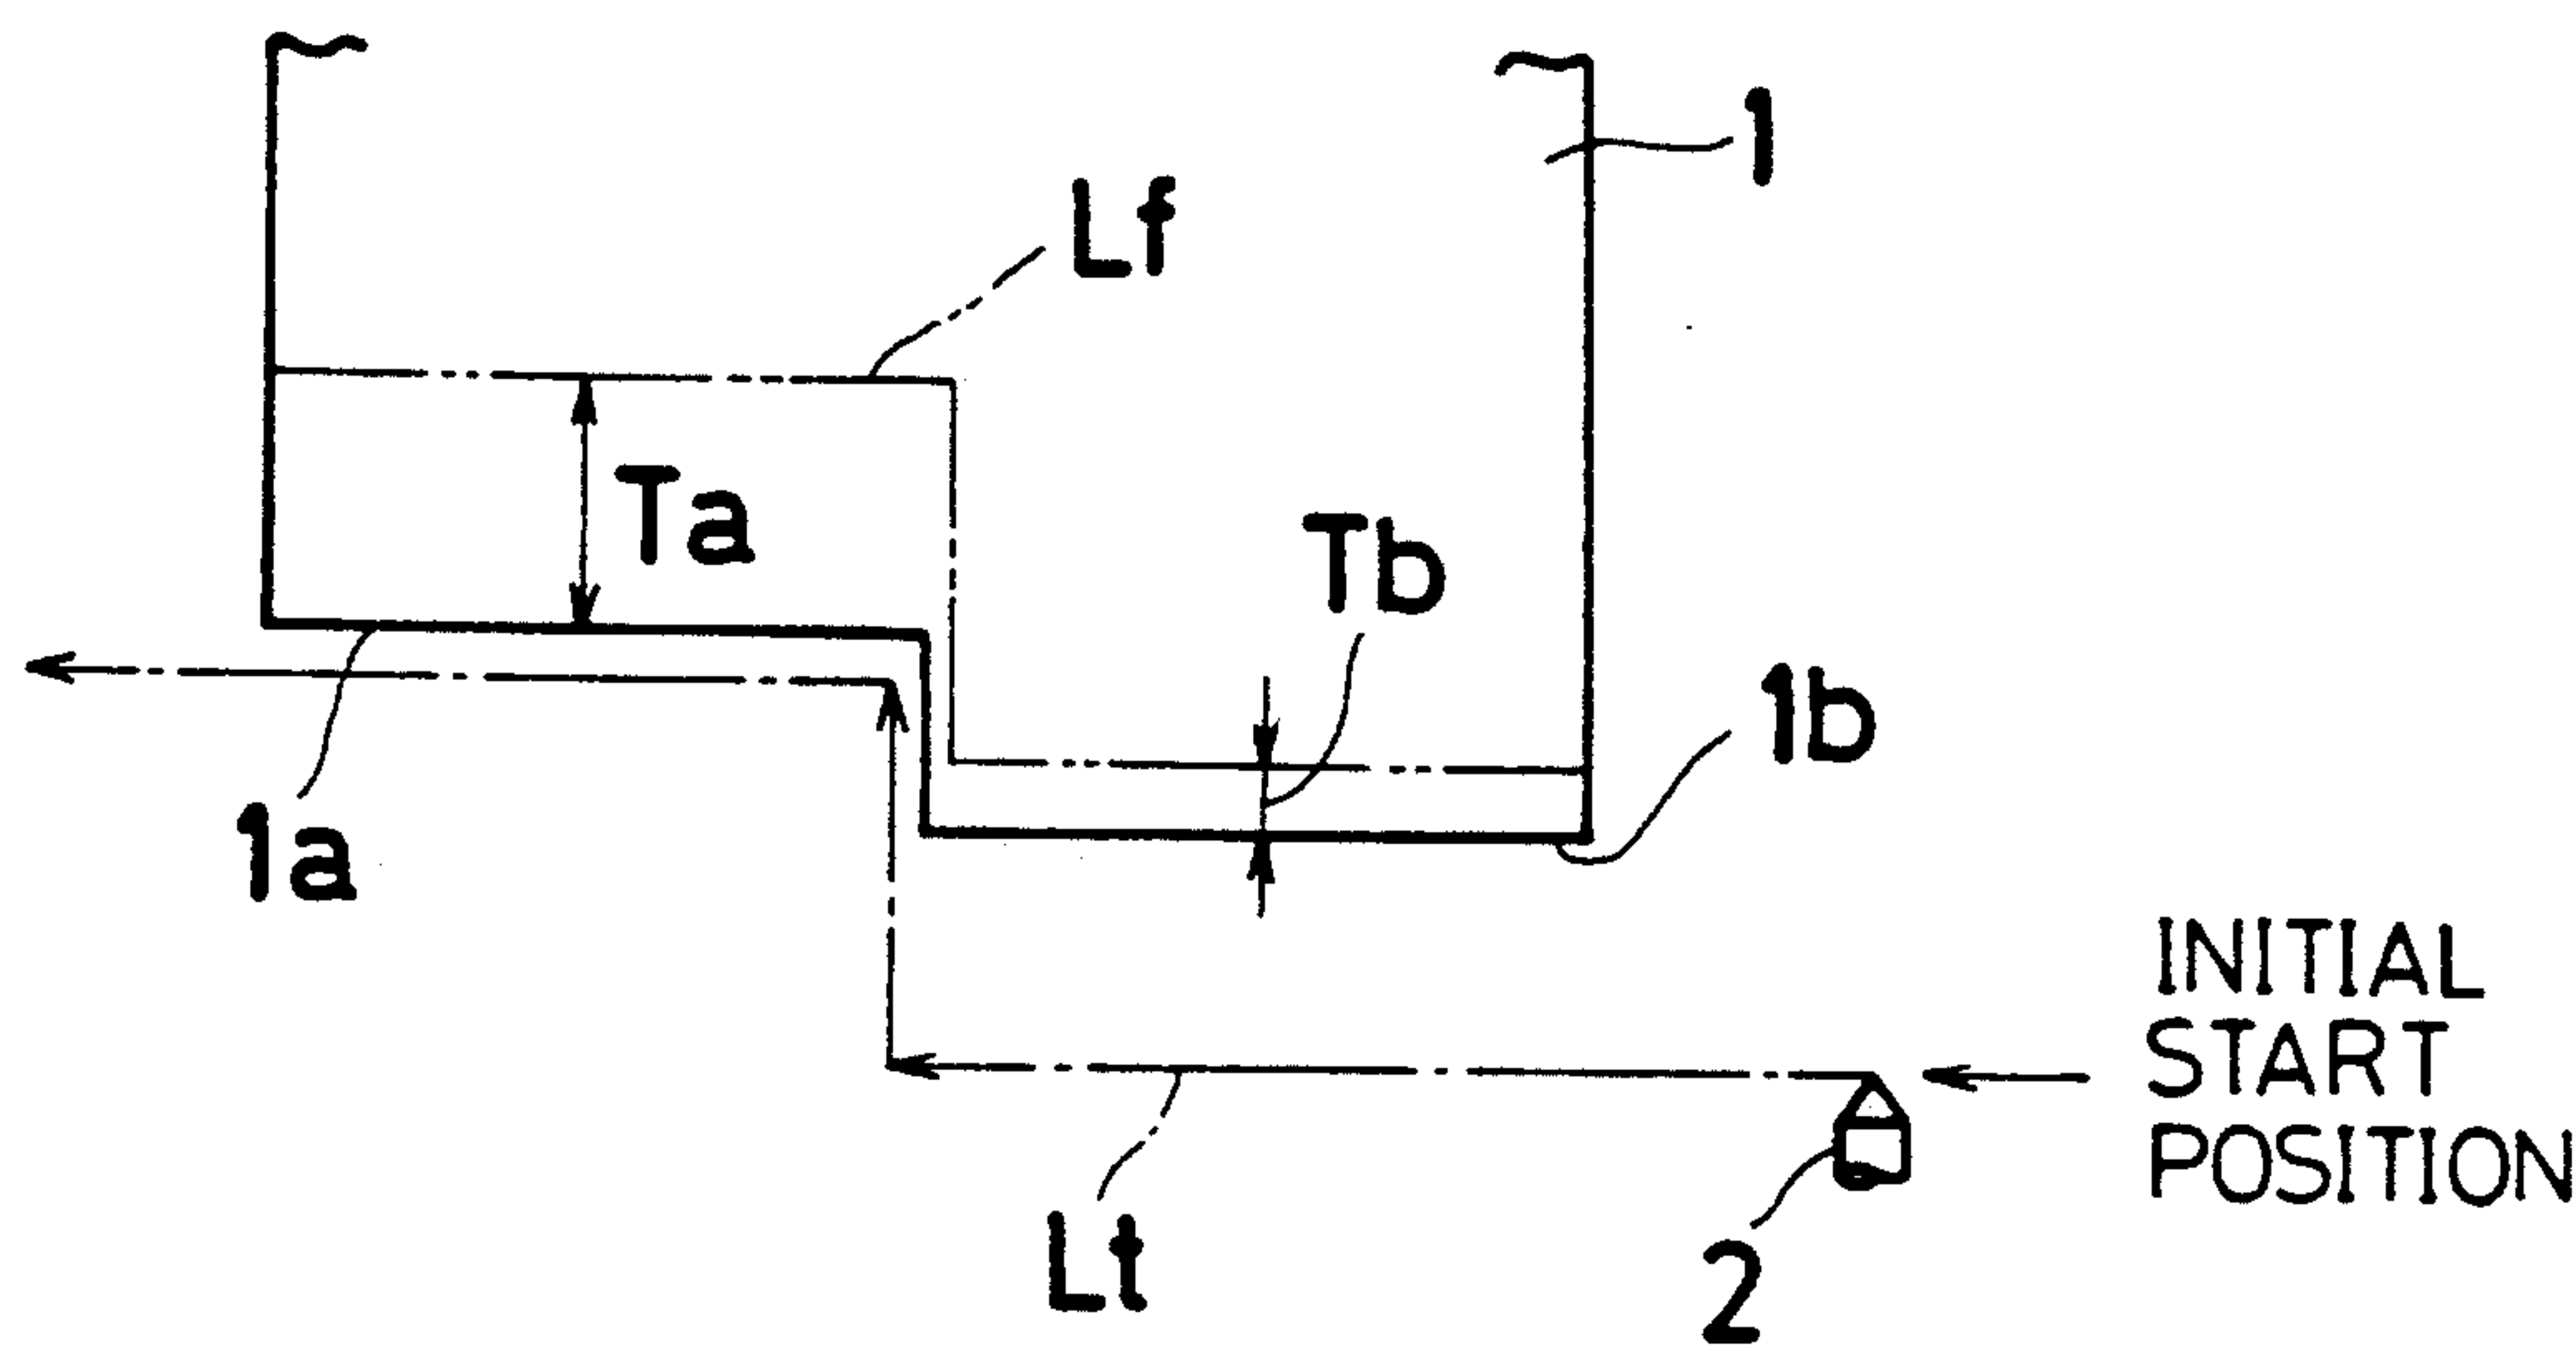 1
Lf
Ta
Tb
1b
1a
INITIAL
START
POSITION
Lt
2